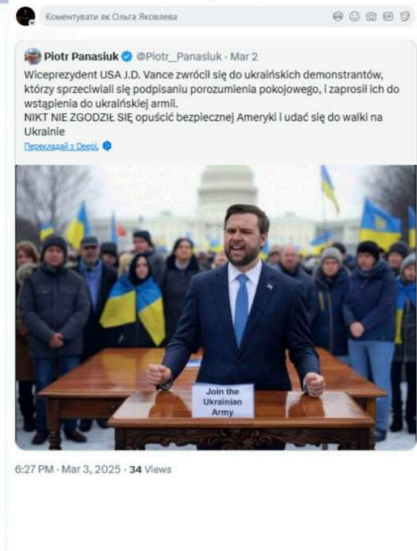 Коментувати як Ольга Яковлева
Piotr Panasiuk @Piotr__Panasiuk · Mar 2
Wiceprezydent USA J.D. Vance zwrócił się do ukraińskich demonstrantów,
którzy sprzeciwiali się podpisaniu porozumienia pokojowego, i zaprosił ich do
wstąpienia do ukraińskiej armii.
NIKT NIE ZGODZIŁ SIĘ opuścić bezpiecznej Ameryki i udać się do walki na
Ukrainie
Перекладай з DeepL
Join the
Ukrainian
Army
6:27 PM · Mar 3, 2025 · 34 Views